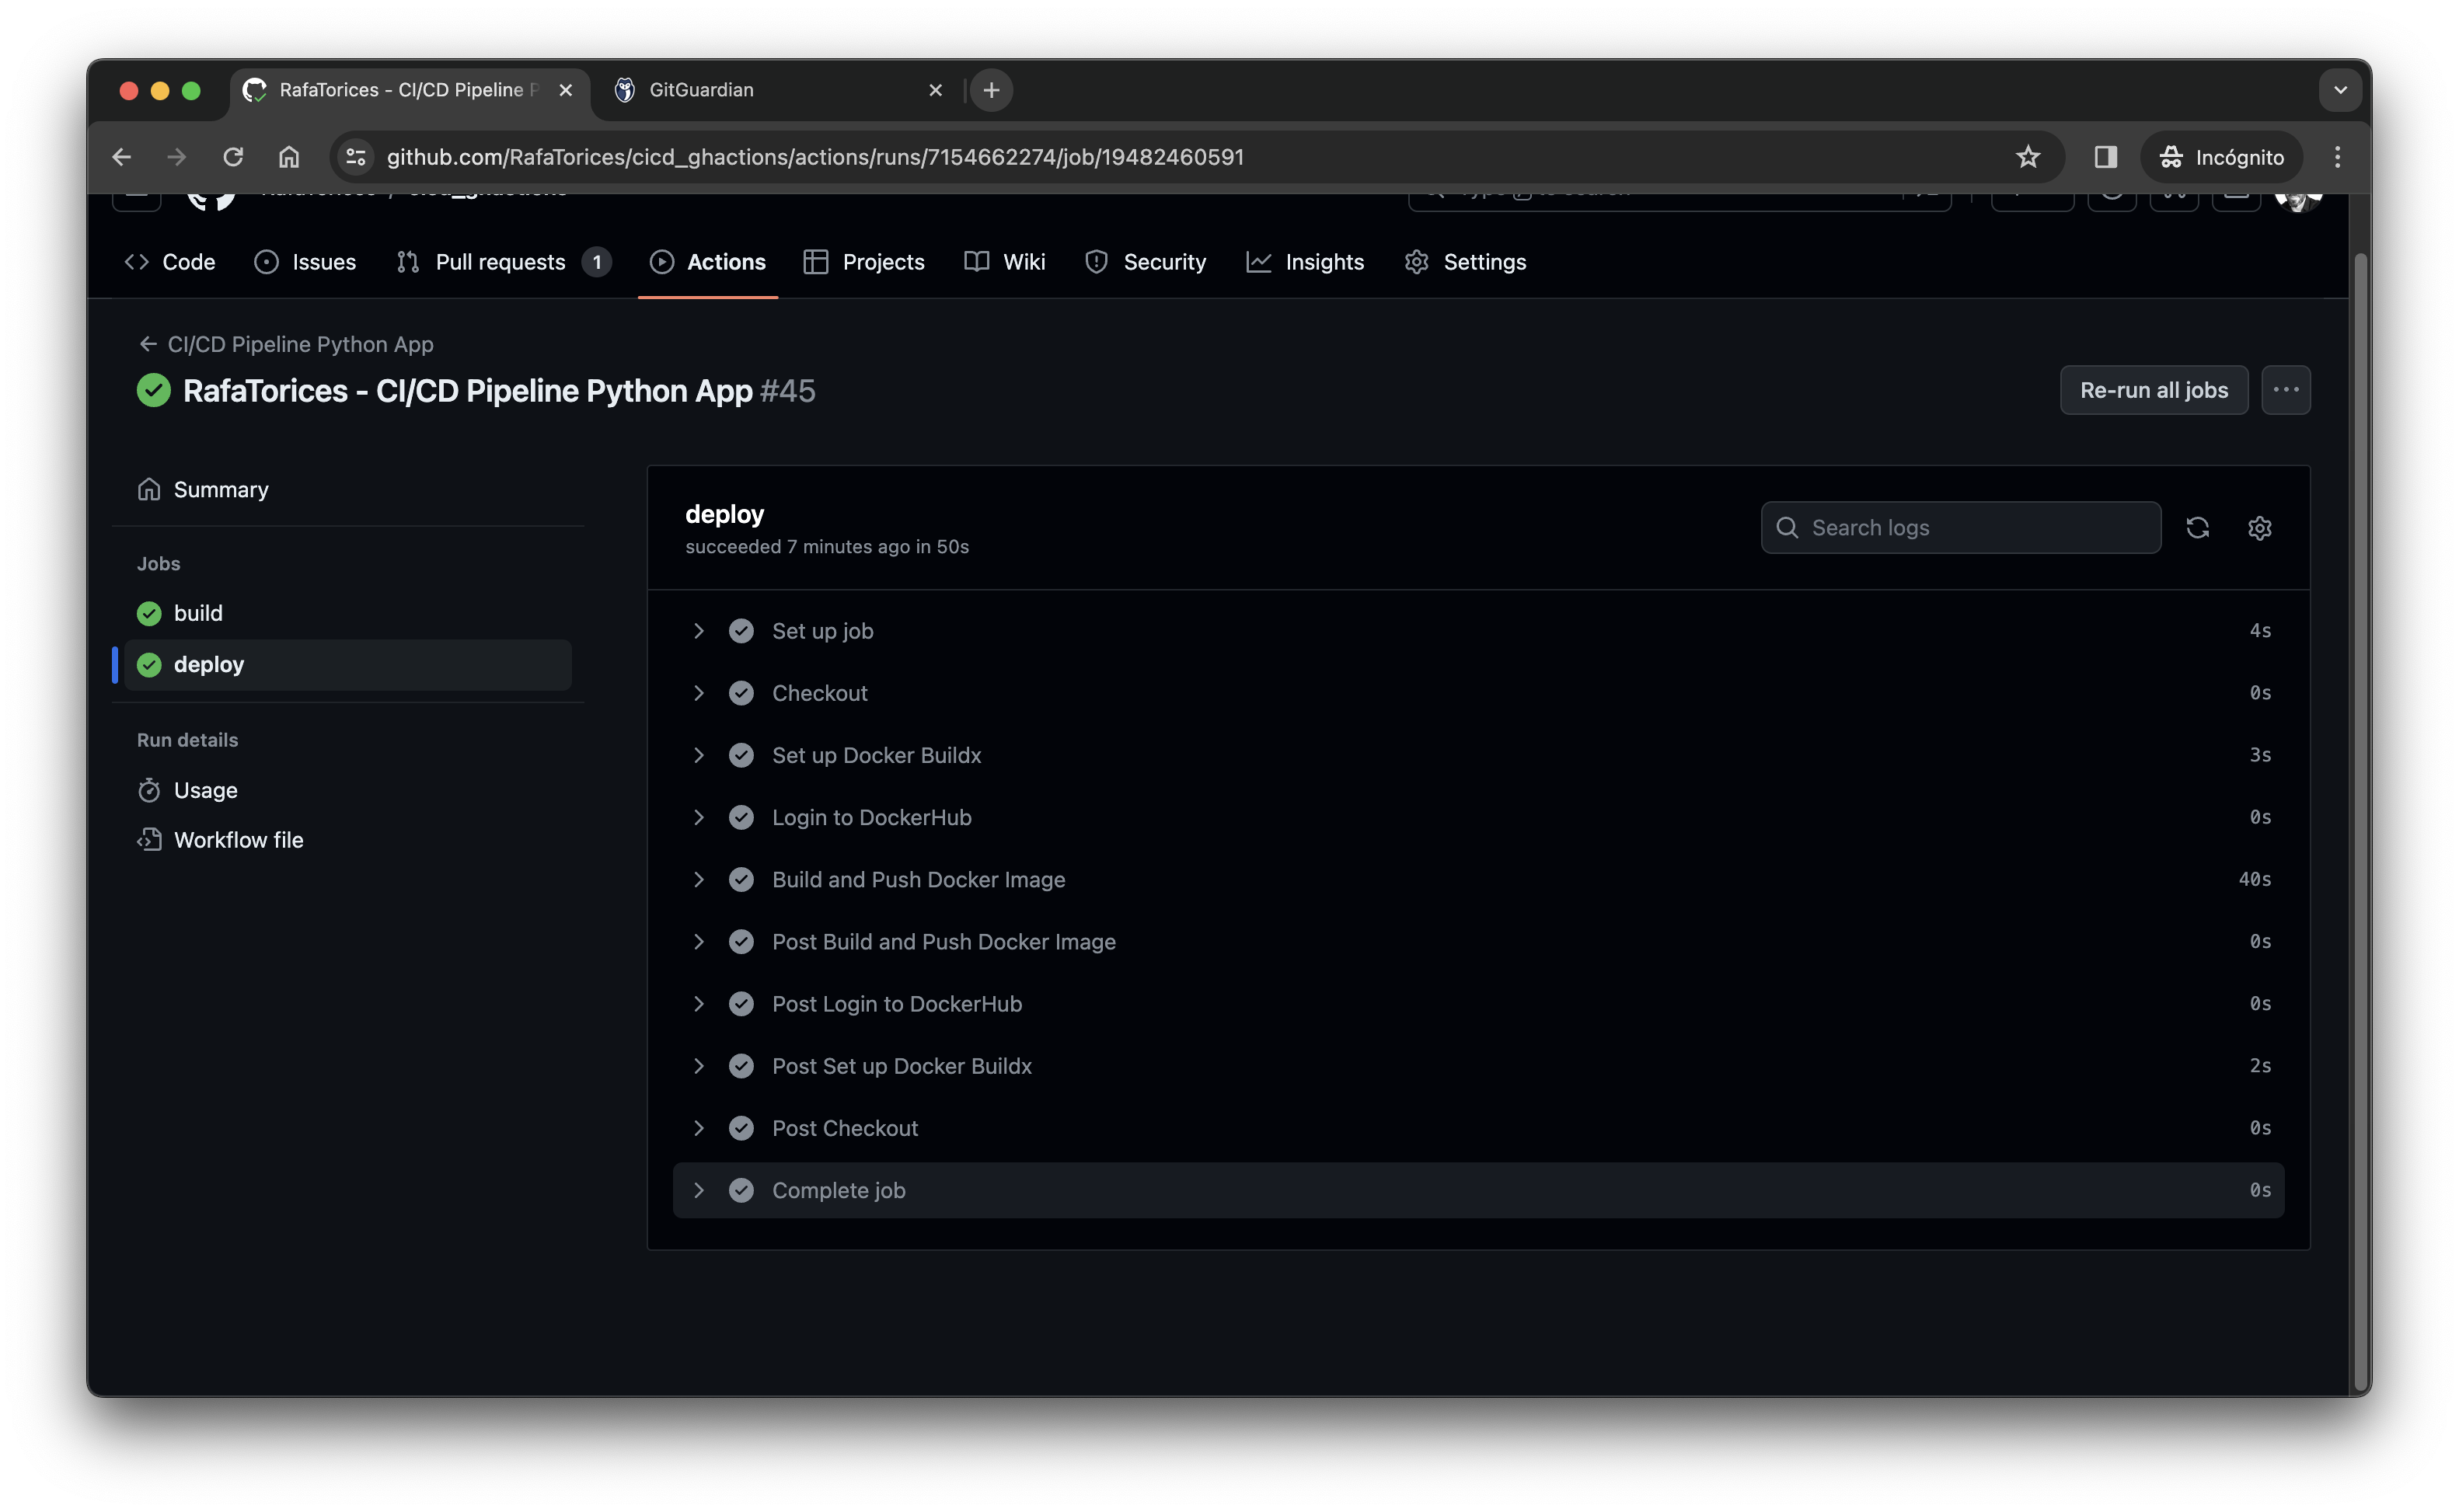 RafaTorices - CI/CD Pipeline P
GitGuardian
github.com/RafaTorices/cicd_ghactions/actions/runs/7154662274/job/19482460591
Incógnito
Code
Issues
Pull requests 1
Actions
Projects
Wiki
Security
Insights
Settings
CI/CD Pipeline Python App
RafaTorices - CI/CD Pipeline Python App #45
Re-run all jobs
Summary
Jobs
build
deploy
Run details
Usage
Workflow file
deploy
succeeded 7 minutes ago in 50s
Search logs
Set up job 4s
Checkout 0s
Set up Docker Buildx 3s
Login to DockerHub 0s
Build and Push Docker Image 40s
Post Build and Push Docker Image 0s
Post Login to DockerHub 0s
Post Set up Docker Buildx 2s
Post Checkout 0s
Complete job 0s